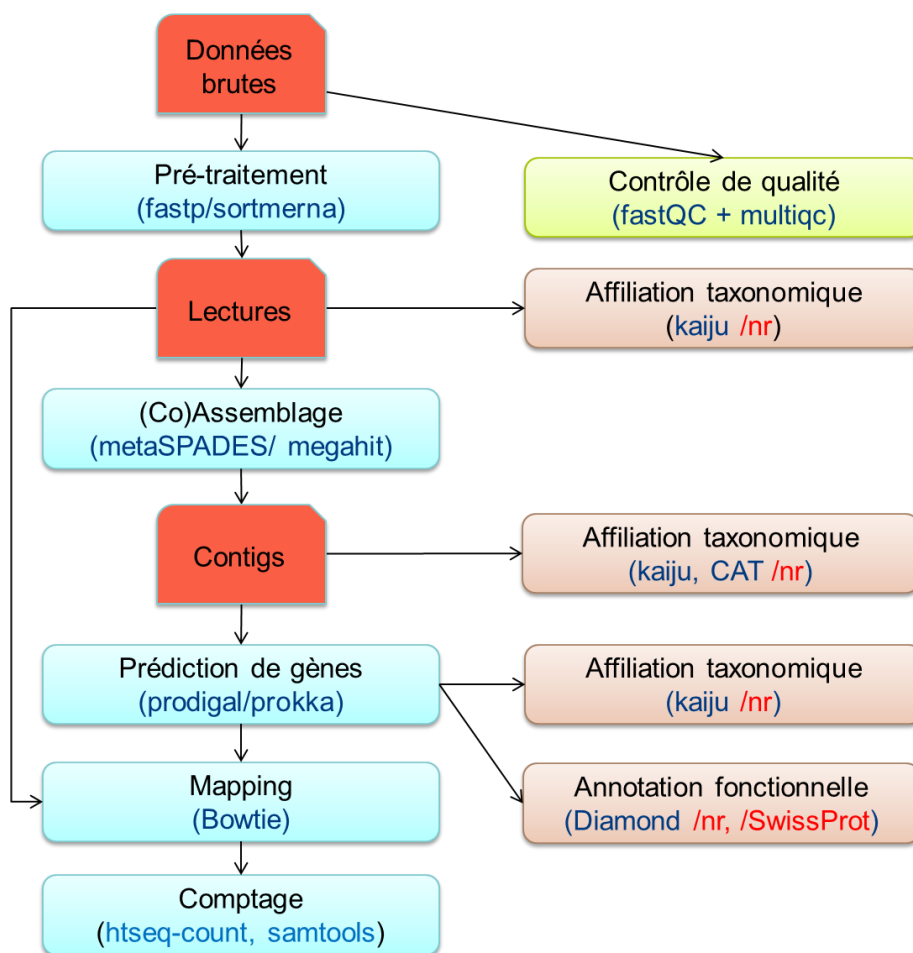 Données
brutes
Pré-traitement
(fastp/sortmerna)
Contrôle de qualité
(fastQC + multiqc)
Lectures
Affiliation taxonomique
(kaiju /nr)
(Co)Assemblage
(metaSPADES/ megahit)
Contigs
Affiliation taxonomique
(kaiju, CAT /nr)
Prédiction de gènes
(prodigal/prokka)
Affiliation taxonomique
(kaiju /nr)
Mapping
(Bowtie)
Annotation fonctionnelle
(Diamond /nr, /SwissProt)
Comptage
(htseq-count, samtools)